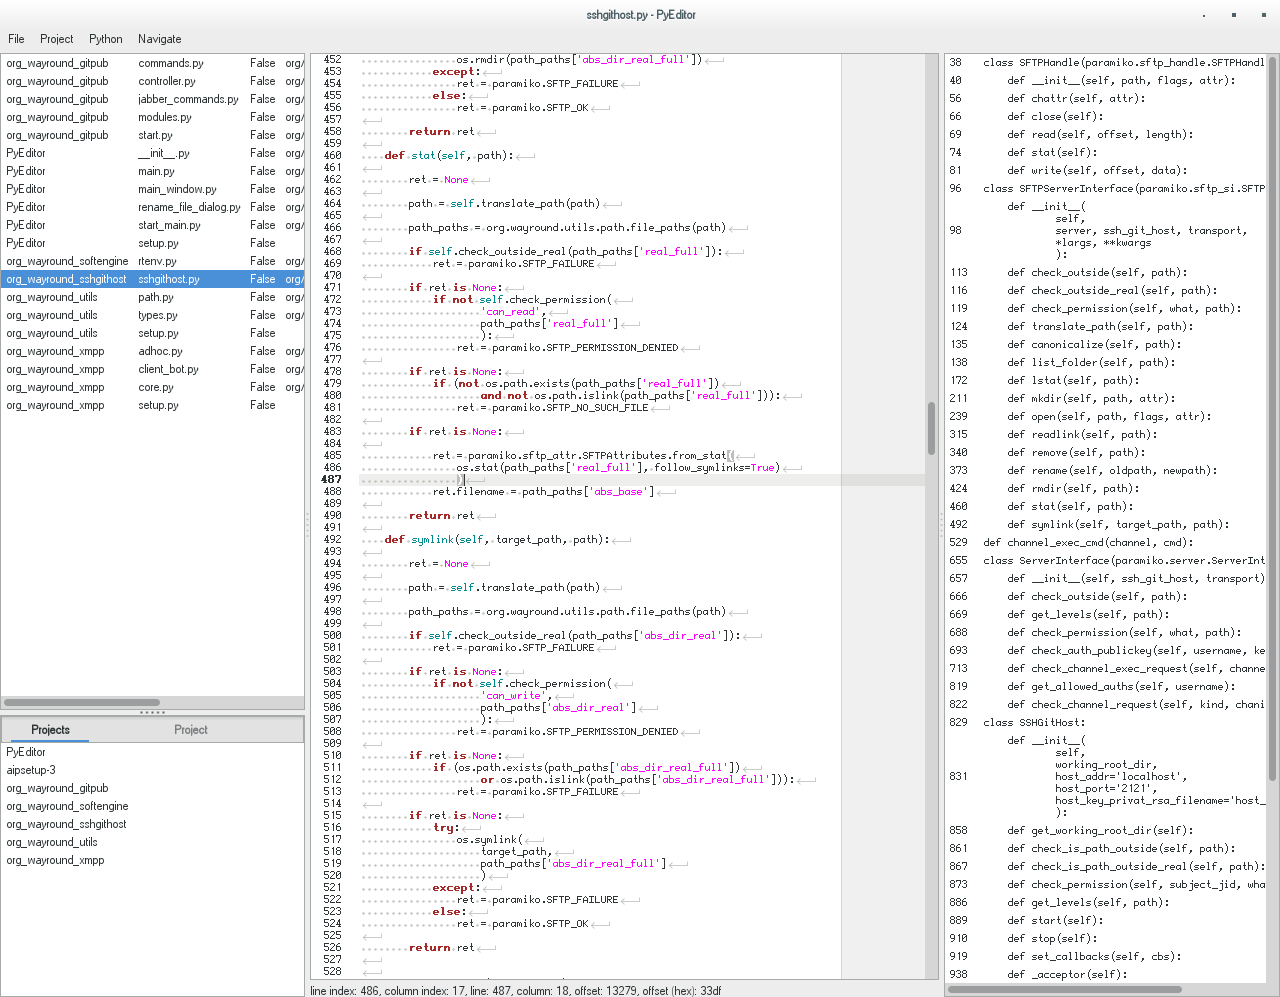 sshgithost.py - PyEditor
File Project Python Navigate
org_wayround_gitpub commands.py False org/
org_wayround_gitpub controller.py False org/
org_wayround_gitpub jabber_commands.py False org/
org_wayround_gitpub modules.py False org/
org_wayround_gitpub start.py False org/
PyEditor __init__.py False org/
PyEditor main.py False org/
PyEditor main_window.py False org/
PyEditor rename_file_dialog.py False org/
PyEditor start_main.py False org/
PyEditor setup.py False
org_wayround_softengine rtenv.py False org/
org_wayround_sshgithost sshgithost.py False org/
org_wayround_utils path.py False org/
org_wayround_utils types.py False org/
org_wayround_utils setup.py False
org_wayround_xmpp adhoc.py False org/
org_wayround_xmpp client_bot.py False org/
org_wayround_xmpp core.py False org/
org_wayround_xmpp setup.py False
Projects Project
PyEditor
aipsetup-3
org_wayround_gitpub
org_wayround_softengine
org_wayround_sshgithost
org_wayround_utils
org_wayround_xmpp
452 os.rmdir(path_paths['abs_dir_real_full'])
453 except:
454 ret = paramiko.SFTP_FAILURE
455 else:
456 ret = paramiko.SFTP_OK
457
458 return ret
459
460 def stat(self, path):
461
462 ret = None
463
464 path = self.translate_path(path)
465
466 path_paths = org.wayround.utils.path.file_paths(path)
467
468 if self.check_outside_real(path_paths['real_full']):
469 ret = paramiko.SFTP_FAILURE
470
471 if ret is None:
472 if not self.check_permission(
473 'can_read',
474 path_paths['real_full']
475 ):
476 ret = paramiko.SFTP_PERMISSION_DENIED
477
478 if ret is None:
479 if (not os.path.exists(path_paths['real_full'])
480 and not os.path.islink(path_paths['real_full'])):
481 ret = paramiko.SFTP_NO_SUCH_FILE
482
483 if ret is None:
484
485 ret = paramiko.sftp_attr.SFTPAttributes.from_stat(
486 os.stat(path_paths['real_full'], follow_symlinks=True)
487 )
488 ret.filename = path_paths['abs_base']
489
490 return ret
491
492 def symlink(self, target_path, path):
493
494 ret = None
495
496 path = self.translate_path(path)
497
498 path_paths = org.wayround.utils.path.file_paths(path)
499
500 if self.check_outside_real(path_paths['abs_dir_real']):
501 ret = paramiko.SFTP_FAILURE
502
503 if ret is None:
504 if not self.check_permission(
505 'can_write',
506 path_paths['abs_dir_real']
507 ):
508 ret = paramiko.SFTP_PERMISSION_DENIED
509
510 if ret is None:
511 if (os.path.exists(path_paths['abs_dir_real_full'])
512 or os.path.islink(path_paths['abs_dir_real_full'])):
513 ret = paramiko.SFTP_FAILURE
514
515 if ret is None:
516 try:
517 os.symlink(
518 target_path,
519 path_paths['abs_dir_real_full']
520 )
521 except:
522 ret = paramiko.SFTP_FAILURE
523 else:
524 ret = paramiko.SFTP_OK
525
526 return ret
527
528
line index: 486, column index: 17, line: 487, column: 18, offset: 13279, offset (hex): 33df
38 class SFTPHandle(paramiko.sftp_handle.SFTPHandl
40 def __init__(self, path, flags, attr):
56 def chattr(self, attr):
66 def close(self):
69 def read(self, offset, length):
74 def stat(self):
81 def write(self, offset, data):
96 class SFTPServerInterface(paramiko.sftp_si.SFTP
98 def __init__(
self,
server, ssh_git_host, transport,
*largs, **kwargs
):
113 def check_outside(self, path):
116 def check_outside_real(self, path):
119 def check_permission(self, what, path):
124 def translate_path(self, path):
135 def canonicalize(self, path):
138 def list_folder(self, path):
172 def lstat(self, path):
211 def mkdir(self, path, attr):
239 def open(self, path, flags, attr):
315 def readlink(self, path):
340 def remove(self, path):
373 def rename(self, oldpath, newpath):
424 def rmdir(self, path):
460 def stat(self, path):
492 def symlink(self, target_path, path):
529 def channel_exec_cmd(channel, cmd):
655 class ServerInterface(paramiko.server.ServerInt
657 def __init__(self, ssh_git_host, transport)
666 def check_outside(self, path):
669 def get_levels(self, path):
688 def check_permission(self, what, path):
693 def check_auth_publickey(self, username, ke
713 def check_channel_exec_request(self, channe
819 def get_allowed_auths(self, username):
822 def check_channel_request(self, kind, chani
829 class SSHGitHost:
831 def __init__(
self,
working_root_dir,
host_addr='localhost',
host_port='2121',
host_key_privat_rsa_filename='host_
):
858 def get_working_root_dir(self):
861 def check_is_path_outside(self, path):
867 def check_is_path_outside_real(self, path):
873 def check_permission(self, subject_jid, wha
886 def get_levels(self, path):
889 def start(self):
910 def stop(self):
919 def set_callbacks(self, cbs):
938 def _acceptor(self):